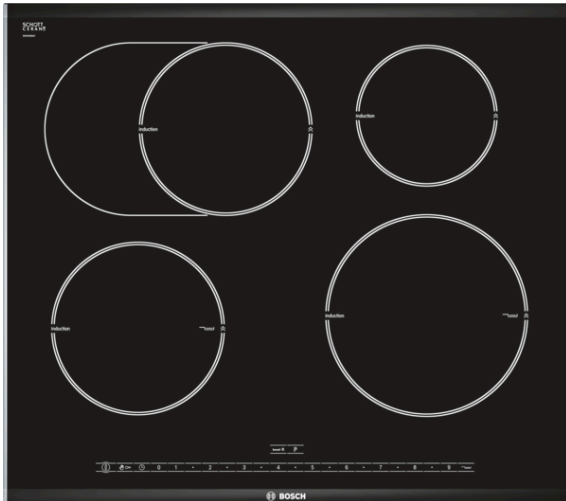 SCHOTT
CERAN®
induction
induction
induction
induction
0 1 • 2 • 3 • 4 • 5 • 6 • 7 • 8 • 9
BOSCH